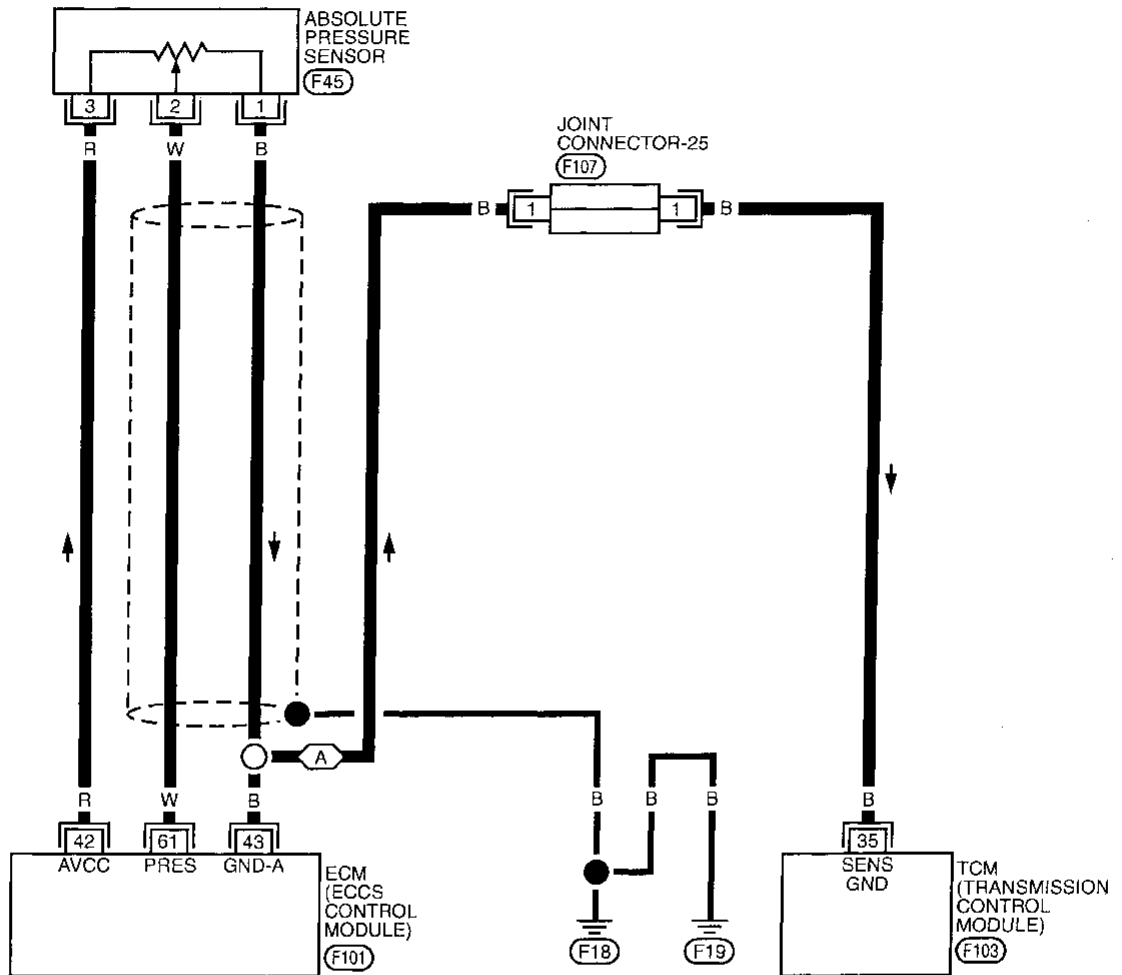 ABSOLUTE
PRESSURE
SENSOR
F45
3 2 1
R W B
JOINT
CONNECTOR-25
F107
B 1 1 B
A
R W B
B B B
B
42 61 43
AVCC PRES GND-A
ECM
(ECCS
CONTROL
MODULE)
F101
F18
F19
35
SENS
GND
TCM
(TRANSMISSION
CONTROL
MODULE)
F103